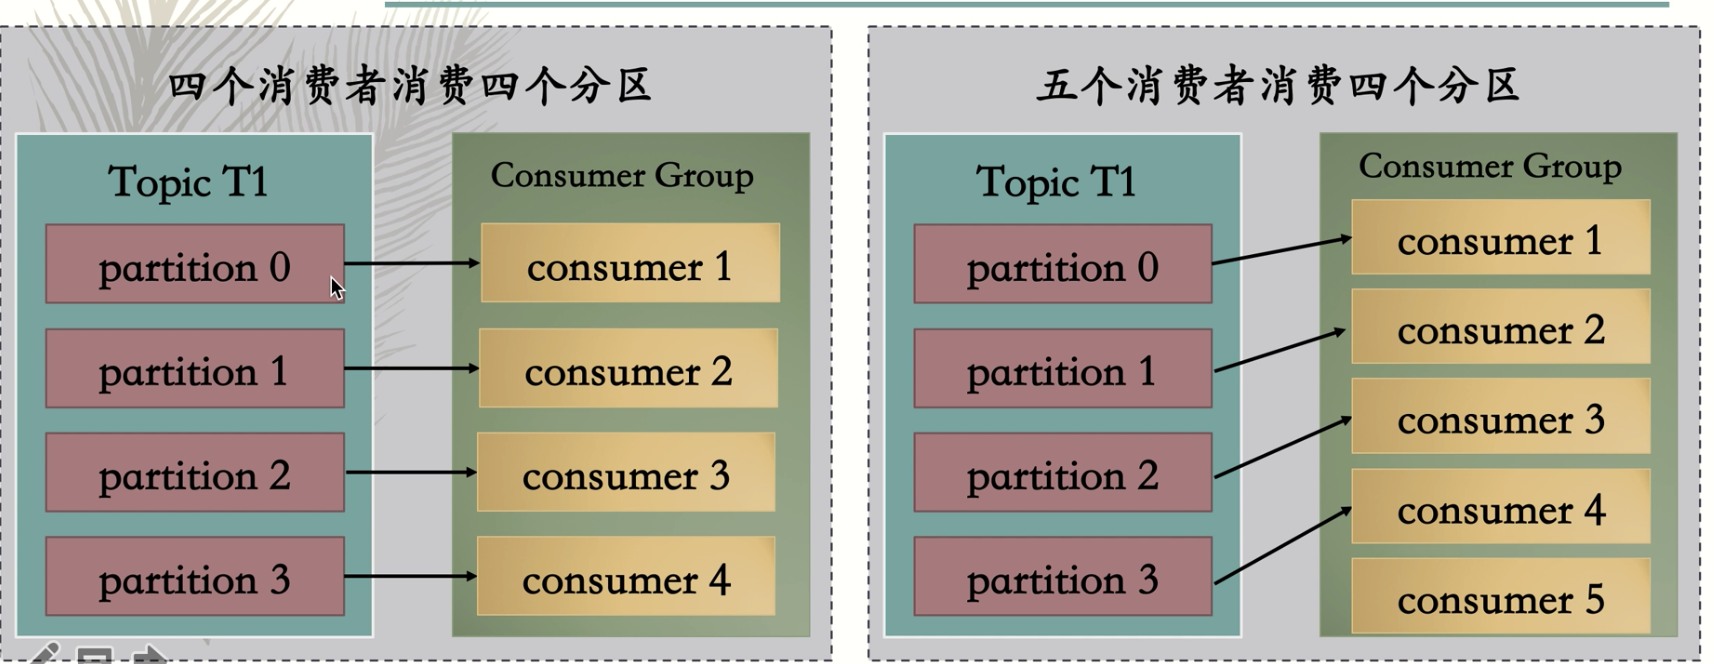 四个消费者消费四个分区
Topic T1
partition 0
partition 1
partition 2
partition 3
Consumer Group
consumer 1
consumer 2
consumer 3
consumer 4
五个消费者消费四个分区
Topic T1
partition 0
partition 1
partition 2
partition 3
Consumer Group
consumer 1
consumer 2
consumer 3
consumer 4
consumer 5